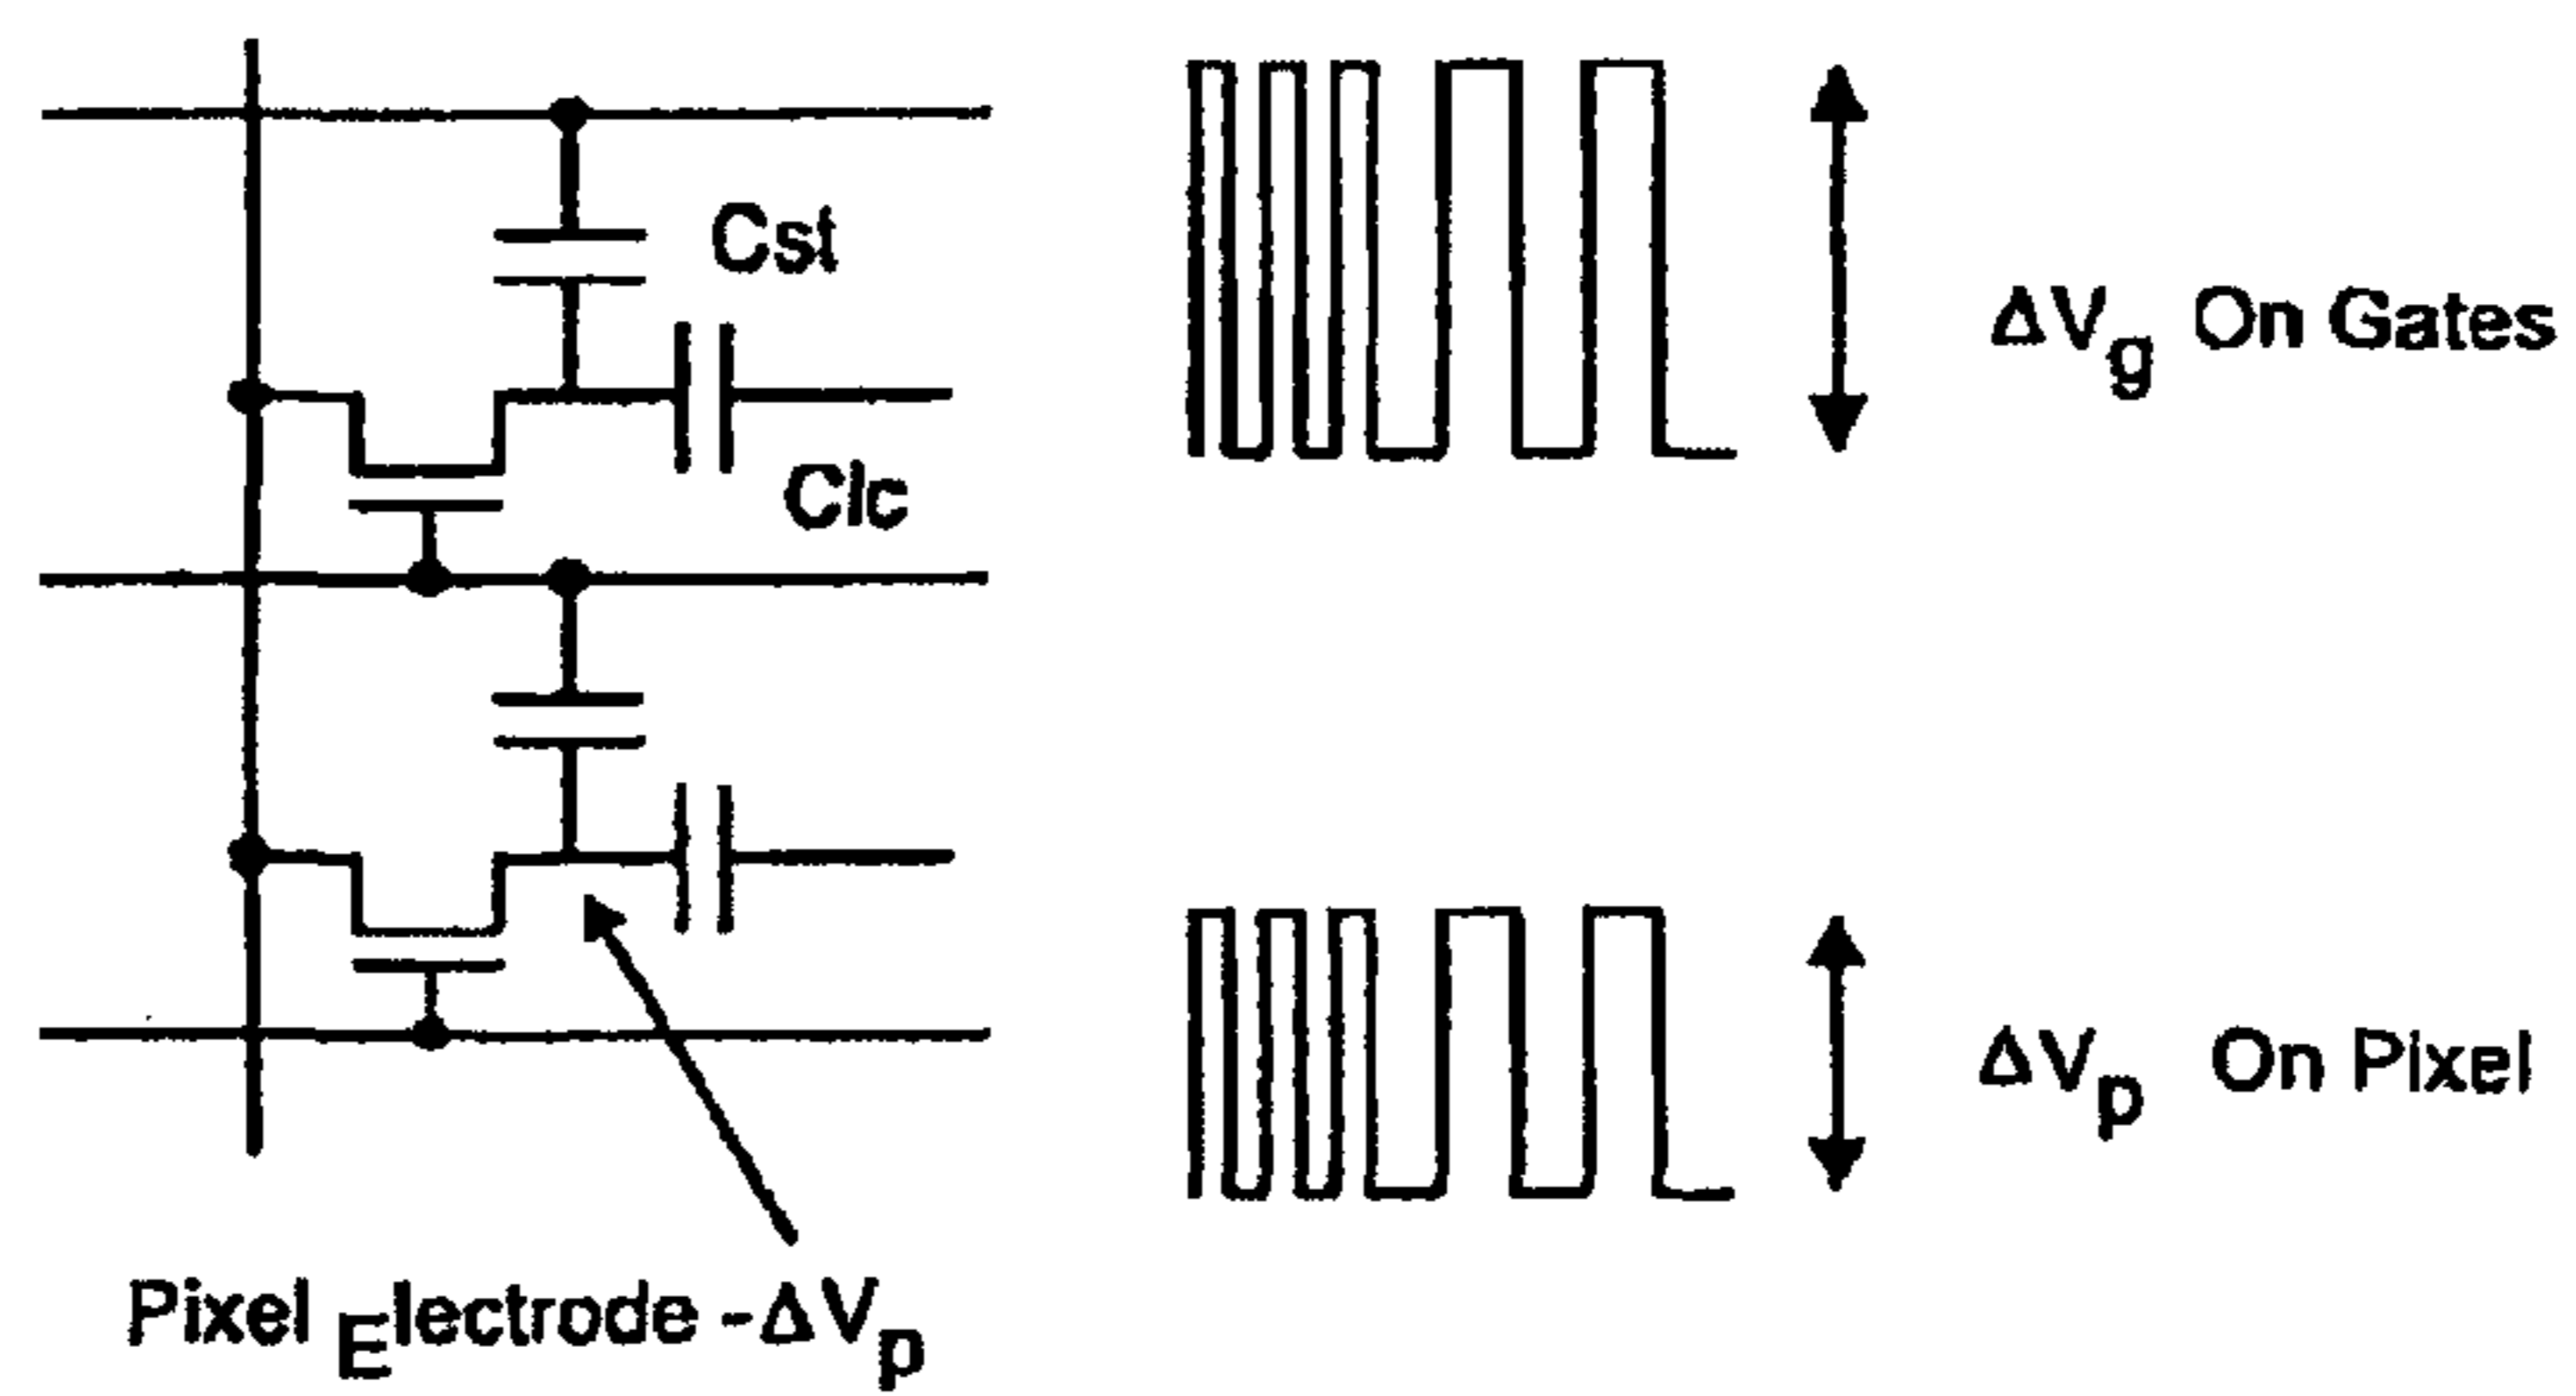 Cst
ΔVg On Gates
Clc
ΔVp On Pixel
Pixel Electrode -ΔVp